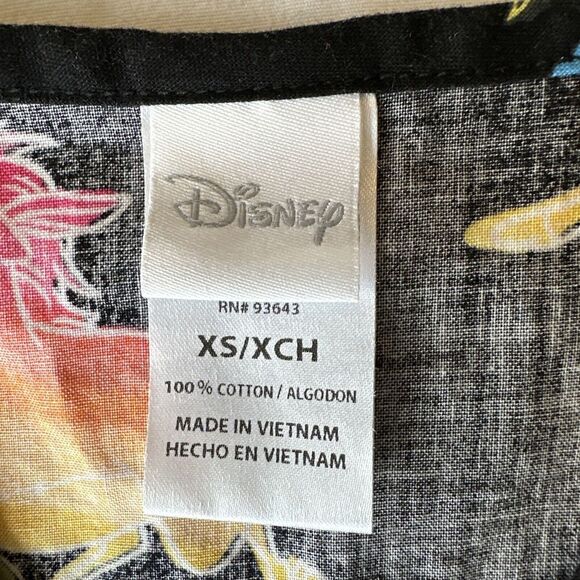 Disney
RN# 93643
XS/XCH
100% COTTON / ALGODON
MADE IN VIETNAM
HECHO EN VIETNAM